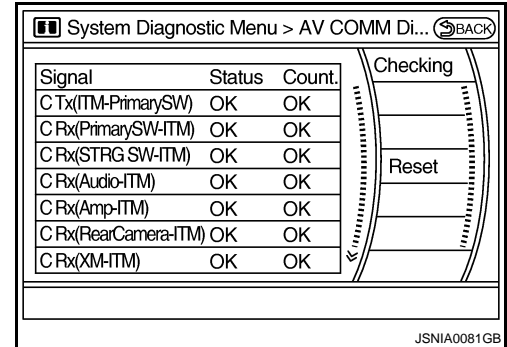 System Diagnostic Menu > AV COMM Di... BACK
Signal Status Count.
C Tx(ITM-PrimarySW) OK OK
C Rx(PrimarySW-ITM) OK OK
C Rx(STRG SW-ITM) OK OK
C Rx(Audio-ITM) OK OK
C Rx(Amp-ITM) OK OK
C Rx(RearCamera-ITM) OK OK
C Rx(XM-ITM) OK OK
Checking
Reset
JSNIA0081GB